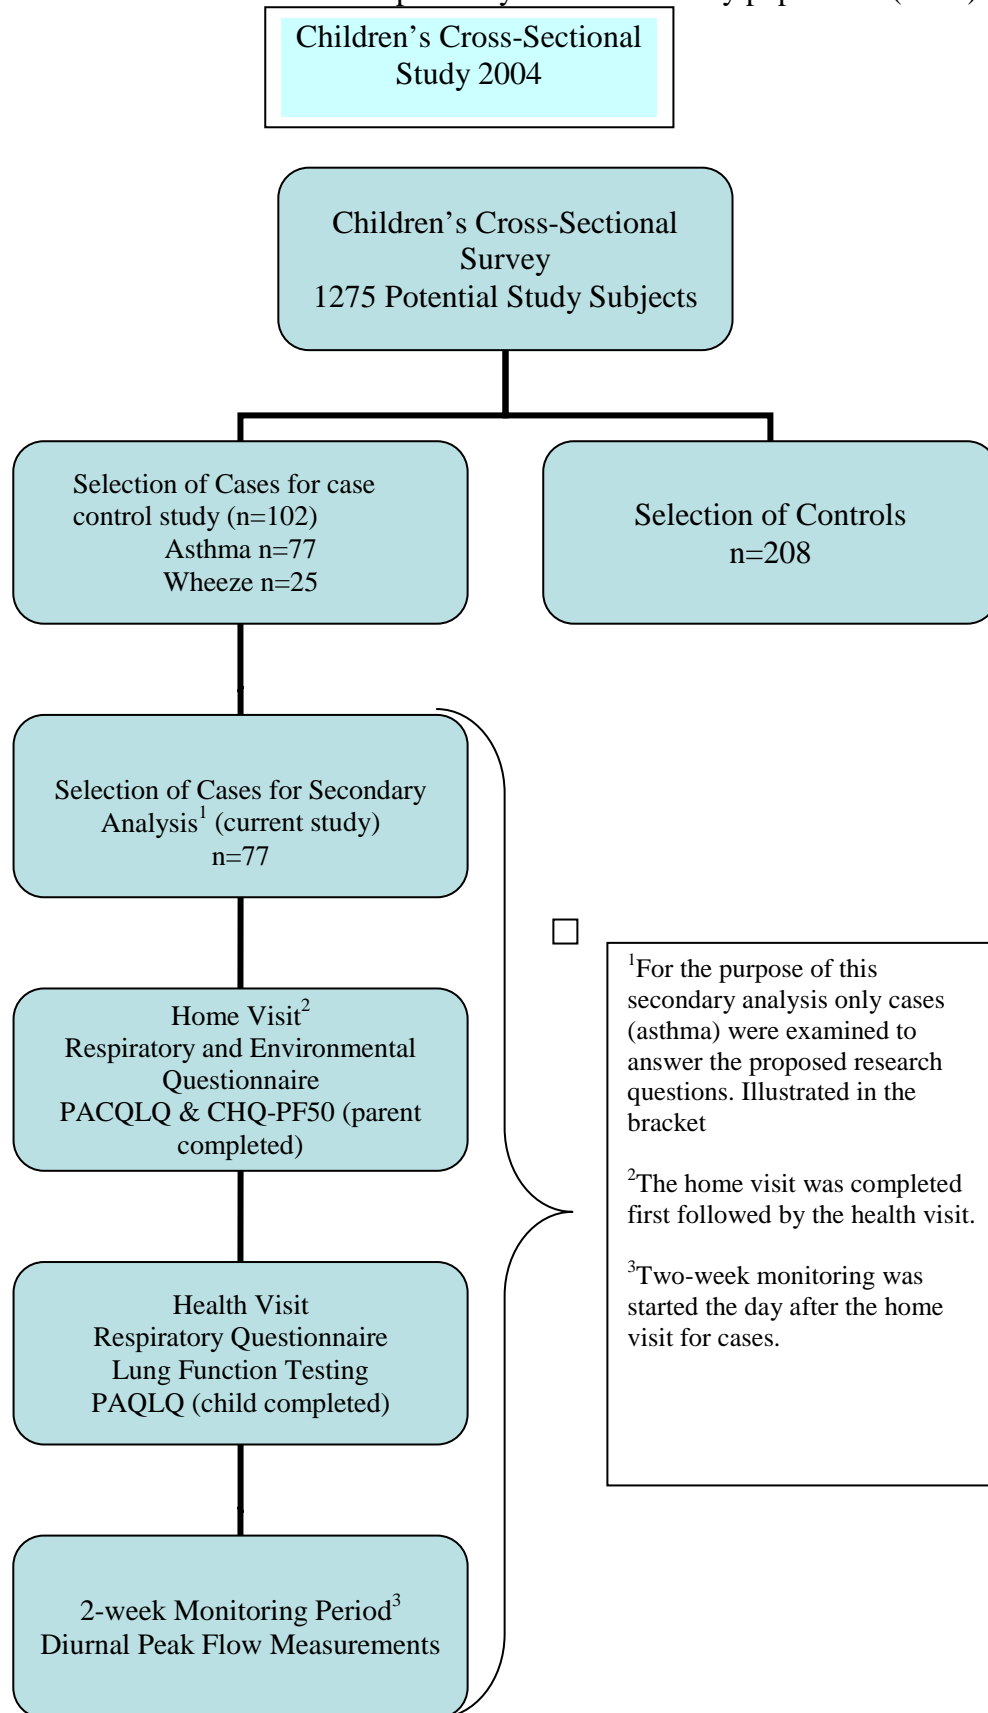 Children’s Cross-Sectional
Study 2004
Children’s Cross-Sectional
Survey
1275 Potential Study Subjects
Selection of Cases for case
control study (n=102)
Asthma n=77
Wheeze n=25
Selection of Controls
n=208
Selection of Cases for Secondary
Analysis¹ (current study)
n=77
Home Visit²
Respiratory and Environmental
Questionnaire
PACQLQ & CHQ-PF50 (parent
completed)
Health Visit
Respiratory Questionnaire
Lung Function Testing
PAQLQ (child completed)
2-week Monitoring Period³
Diurnal Peak Flow Measurements
¹For the purpose of this
secondary analysis only cases
(asthma) were examined to
answer the proposed research
questions. Illustrated in the
bracket
²The home visit was completed
first followed by the health visit.
³Two-week monitoring was
started the day after the home
visit for cases.